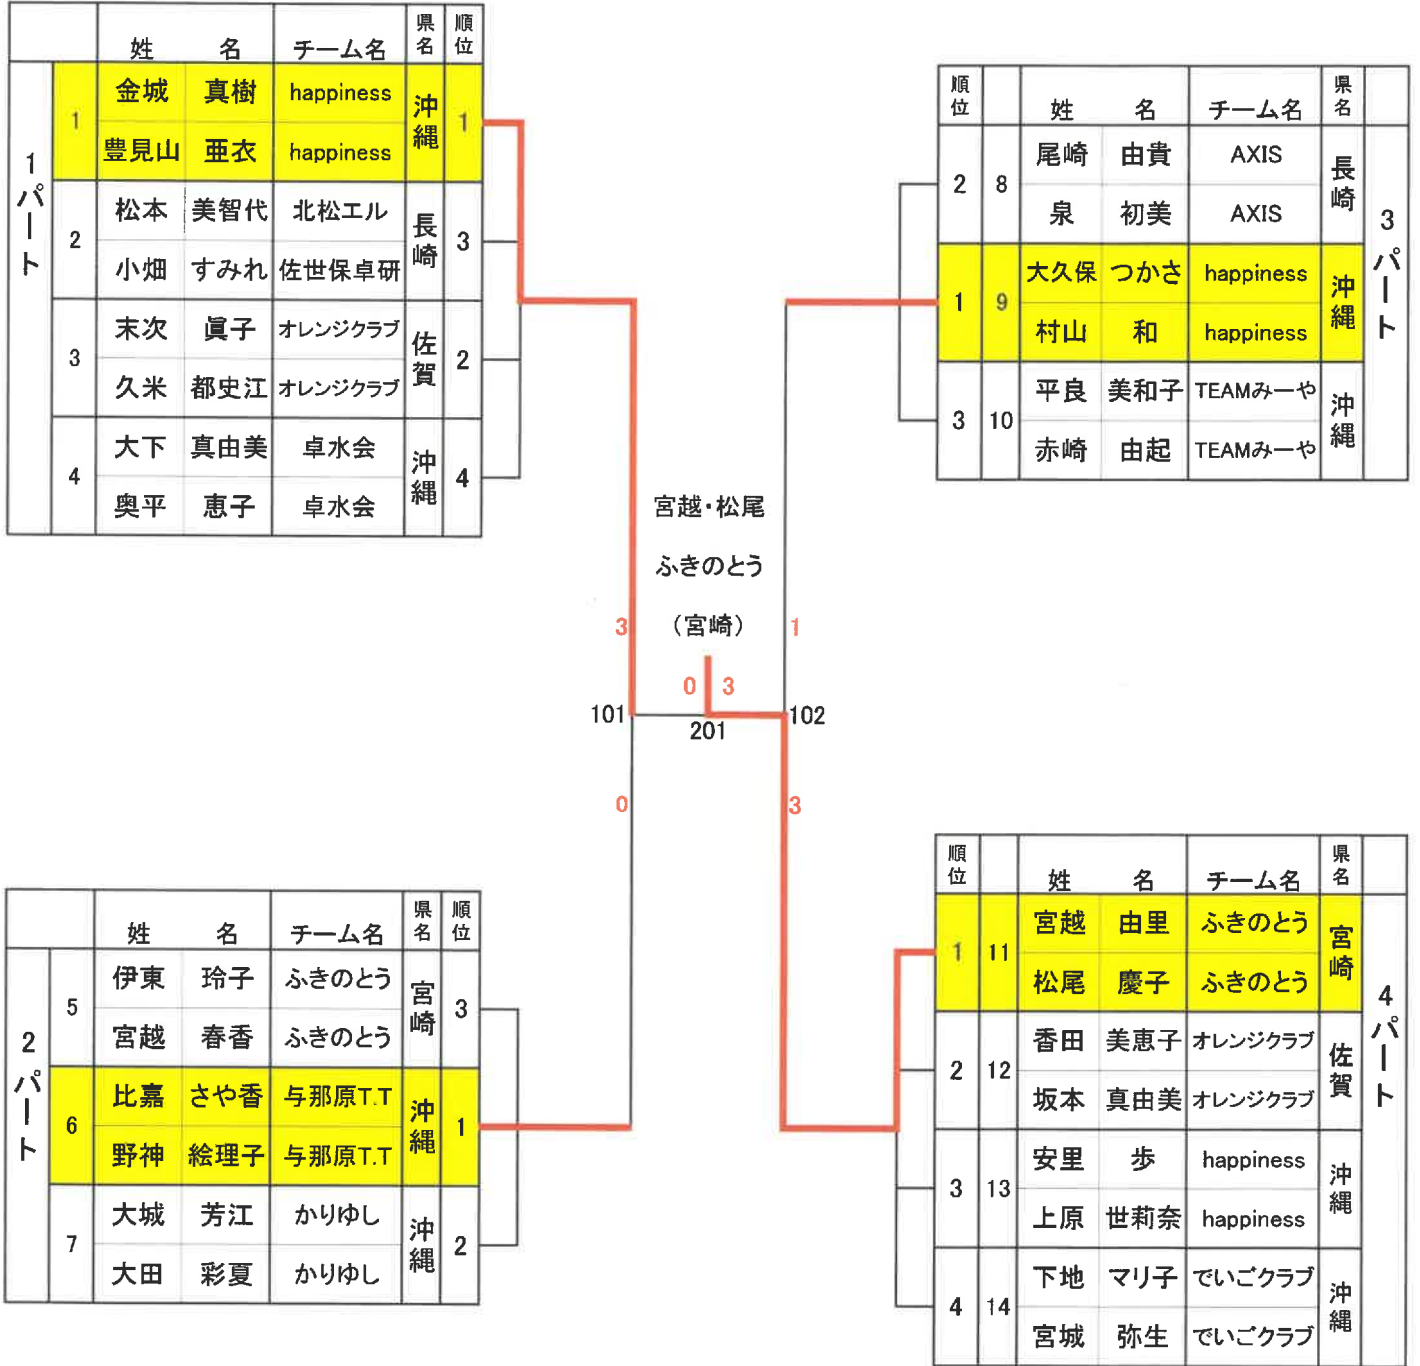 姓 名 チーム名 県名 順位
1パート
1 金城 真樹 happiness 沖縄 1
豊見山 亜衣 happiness
2 松本 美智代 北松エル 長崎 3
小畑 すみれ 佐世保卓研
3 末次 眞子 オレンジクラブ 佐賀 2
久米 都史江 オレンジクラブ
4 大下 真由美 卓水会 沖縄 4
奥平 恵子 卓水会
順位 姓 名 チーム名 県名
3パート
2 8 尾崎 由貴 AXIS 長崎
泉 初美 AXIS
1 9 大久保 つかさ happiness 沖縄
村山 和 happiness
3 10 平良 美和子 TEAMみーや 沖縄
赤崎 由起 TEAMみーや
宮越・松尾
ふきのとう
（宮崎）
3 1
0 3
101 201 102
0 3
姓 名 チーム名 県名 順位
2パート
5 伊東 玲子 ふきのとう 宮崎 3
宮越 春香 ふきのとう
6 比嘉 さや香 与那原T.T 沖縄 1
野神 絵理子 与那原T.T
7 大城 芳江 かりゆし 沖縄 2
大田 彩夏 かりゆし
順位 姓 名 チーム名 県名
4パート
1 11 宮越 由里 ふきのとう 宮崎
松尾 慶子 ふきのとう
2 12 香田 美恵子 オレンジクラブ 佐賀
坂本 真由美 オレンジクラブ
3 13 安里 歩 happiness 沖縄
上原 世莉奈 happiness
4 14 下地 マリ子 でいごクラブ 沖縄
宮城 弥生 でいごクラブ